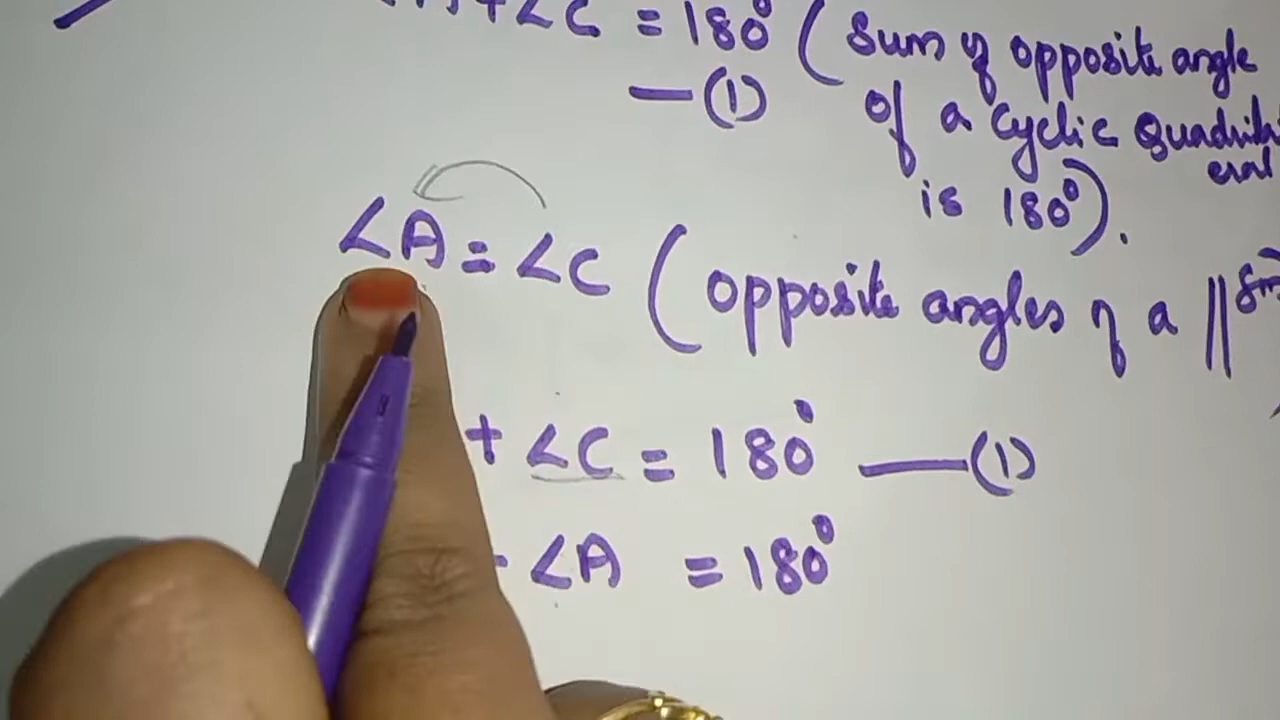 +∠C = 180° ( Sum of opposite angle
—(1) of a cyclic Quadrilat
eral
is 180°).
∠A = ∠C ( opposite angles of a ||gm
+ ∠C = 180° —(1)
∠A = 180°